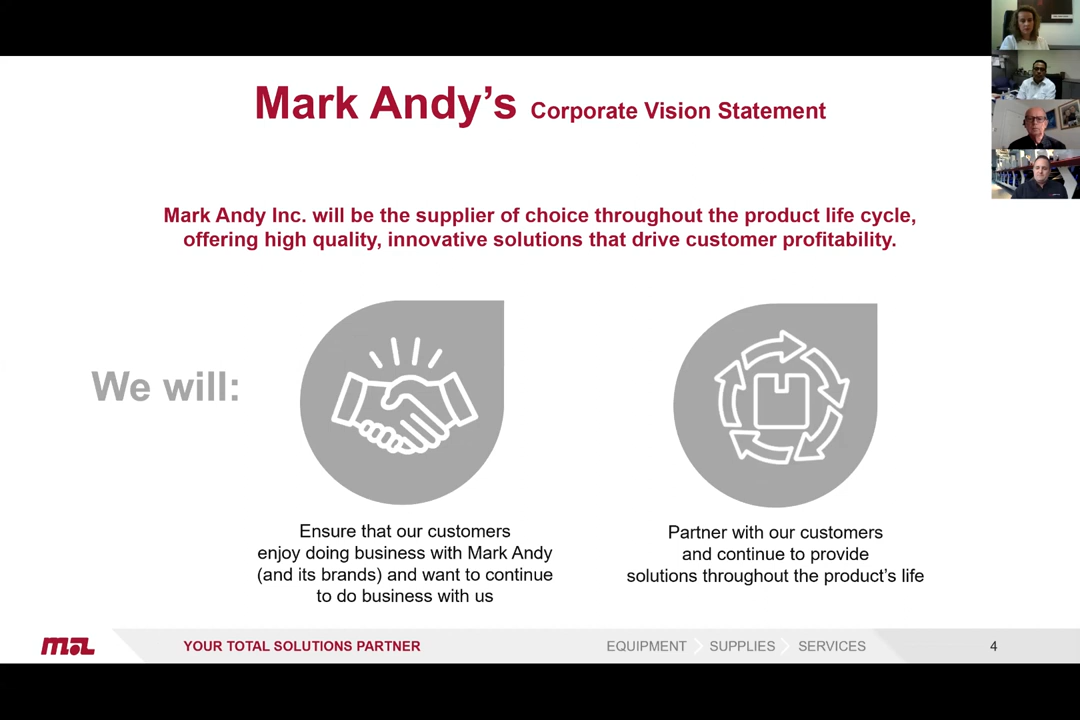 Mark Andy's Corporate Vision Statement
Mark Andy Inc. will be the supplier of choice throughout the product life cycle,
offering high quality, innovative solutions that drive customer profitability.
We will:
Ensure that our customers
enjoy doing business with Mark Andy
(and its brands) and want to continue
to do business with us
Partner with our customers
and continue to provide
solutions throughout the product's life
YOUR TOTAL SOLUTIONS PARTNER
EQUIPMENT SUPPLIES SERVICES
4